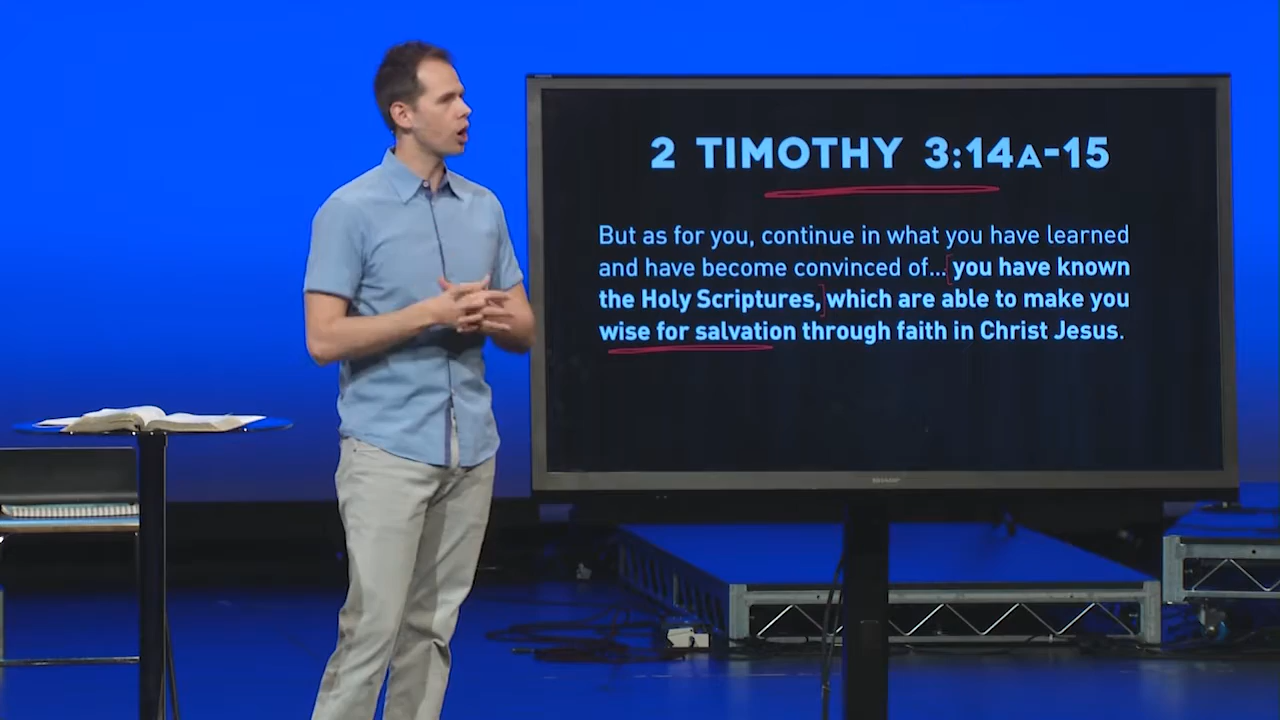 2 TIMOTHY 3:14A-15
But as for you, continue in what you have learned
and have become convinced of... you have known
the Holy Scriptures, which are able to make you
wise for salvation through faith in Christ Jesus.
SHARP